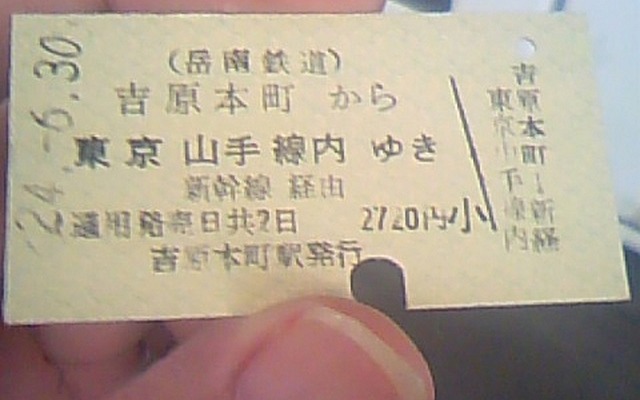 24.-6.30.
（岳南鉄道）
吉原本町 から
東京 山手線内 ゆき
新幹線 経由
通用発売日共2日 2720円 小
吉原本町駅発行
吉原本町→新経
東京山手線内